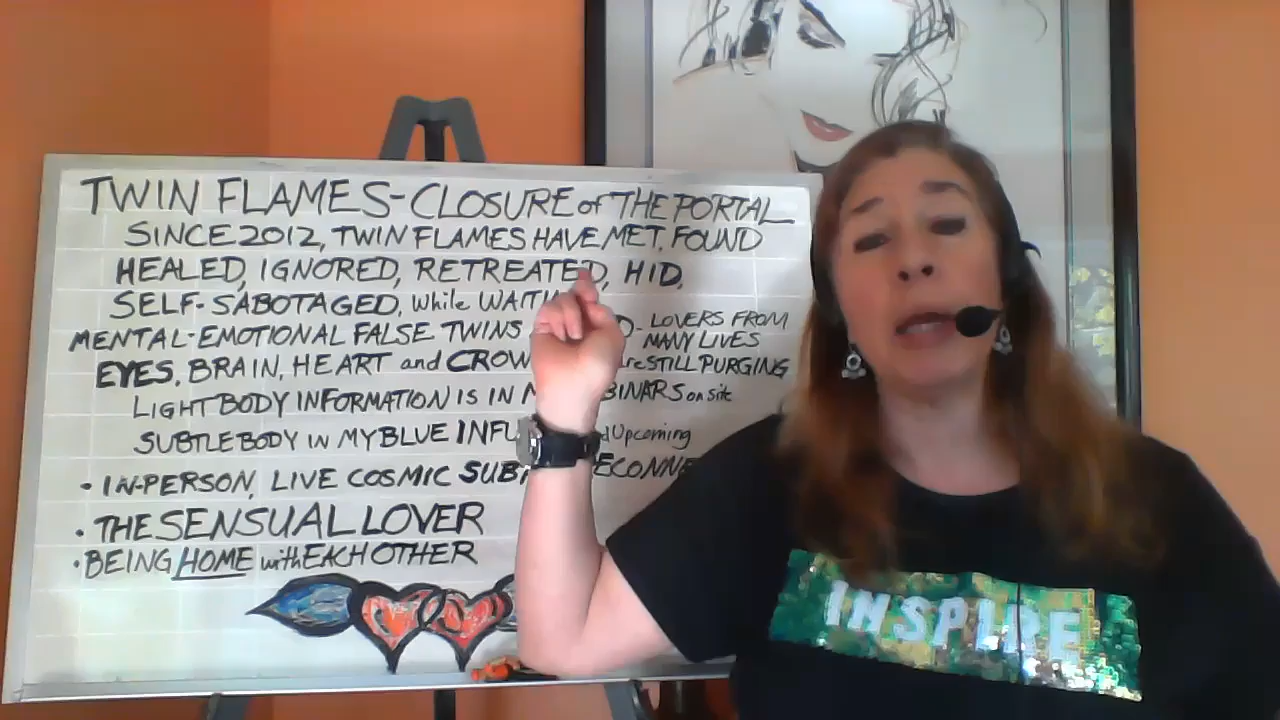 TWIN FLAMES-CLOSURE of THE PORTAL
SINCE 2012, TWIN FLAMES HAVE MET, FOUND
HEALED, IGNORED, RETREATED, HID,
SELF-SABOTAGED, while
MENTAL-EMOTIONAL FALSE TWINS
LOVERS FROM
MANY LIVES
EYES, BRAIN, HEART and STILL PURGING
LIGHT BODY INFORMATION IS IN on site
SUBTLE BODY in MY BLUE Upcoming
• IN-PERSON, LIVE COSMIC
• THE SENSUAL LOVER
• BEING HOME with EACH OTHER
INSPIRE